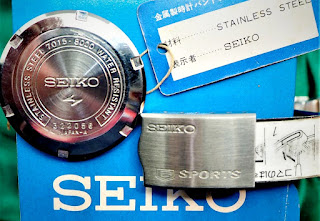 金属製時計バンド
材料 STAINLESS STEEL
表示者 SEIKO
STAINLESS STEEL 7015-8000 WATER RESISTANT
SEIKO
JAPAN-A
SEIKO
SPORTS
SEIKO